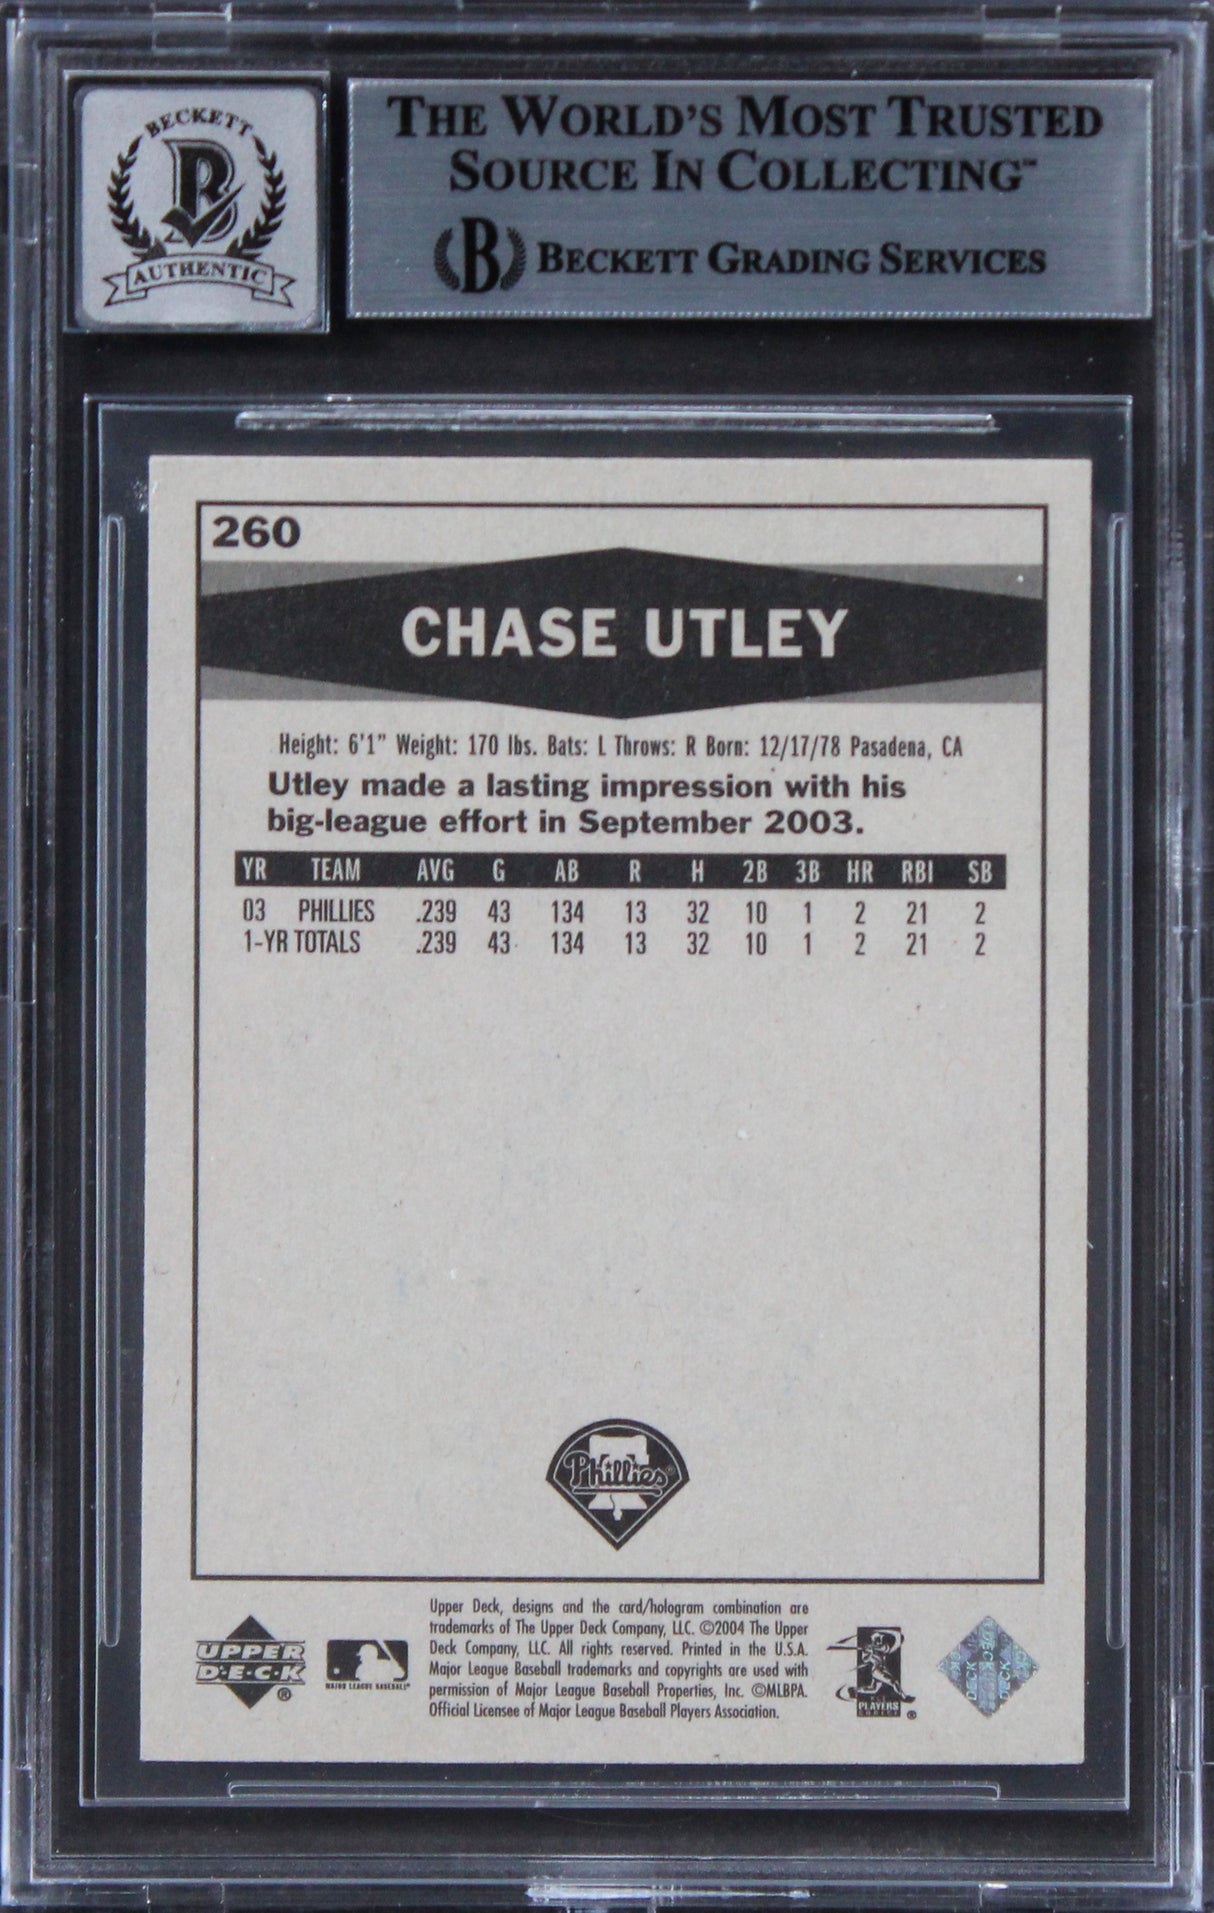 BECKETT
B
AUTHENTIC
THE WORLD'S MOST TRUSTED
SOURCE IN COLLECTING™
B BECKETT GRADING SERVICES
260
CHASE UTLEY
Height: 6'1" Weight: 170 lbs. Bats: L Throws: R Born: 12/17/78 Pasadena, CA
Utley made a lasting impression with his
big-league effort in September 2003.
YR TEAM AVG G AB R H 2B 3B HR RBI SB
03 PHILLIES .239 43 134 13 32 10 1 2 21 2
1-YR TOTALS .239 43 134 13 32 10 1 2 21 2
Phillies®
UPPER
D•E•C•K
®
MAJOR LEAGUE BASEBALL®
Upper Deck, designs and the card/hologram combination are
trademarks of The Upper Deck Company, LLC. ©2004 The Upper
Deck Company, LLC. All rights reserved. Printed in the U.S.A.
Major League Baseball trademarks and copyrights are used with
permission of Major League Baseball Properties, Inc. ©MLBPA.
Official Licensee of Major League Baseball Players Association.
PLAYERS
CHOICE
®
DECK
DECK